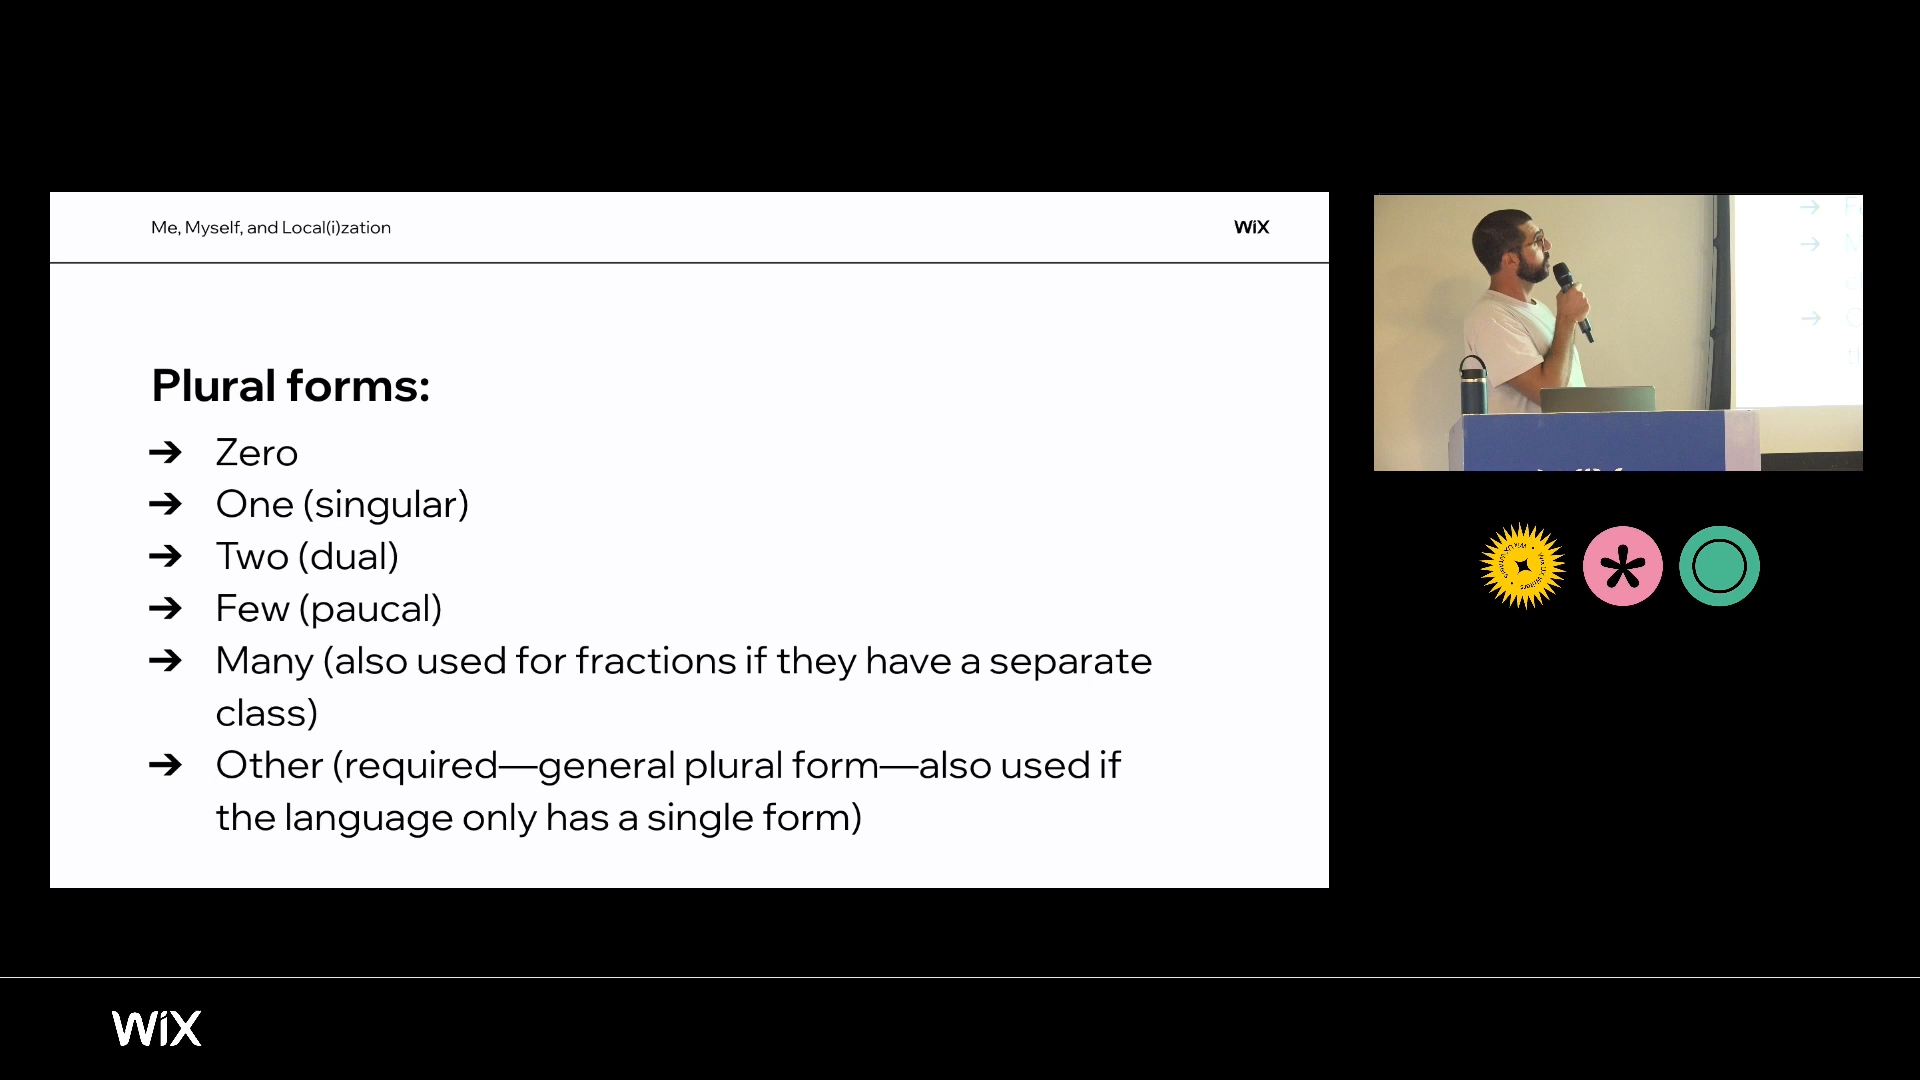 Me, Myself, and Local(i)zation
WiX
Plural forms:
➔ Zero
➔ One (singular)
➔ Two (dual)
➔ Few (paucal)
➔ Many (also used for fractions if they have a separate
class)
➔ Other (required—general plural form—also used if
the language only has a single form)
WiX